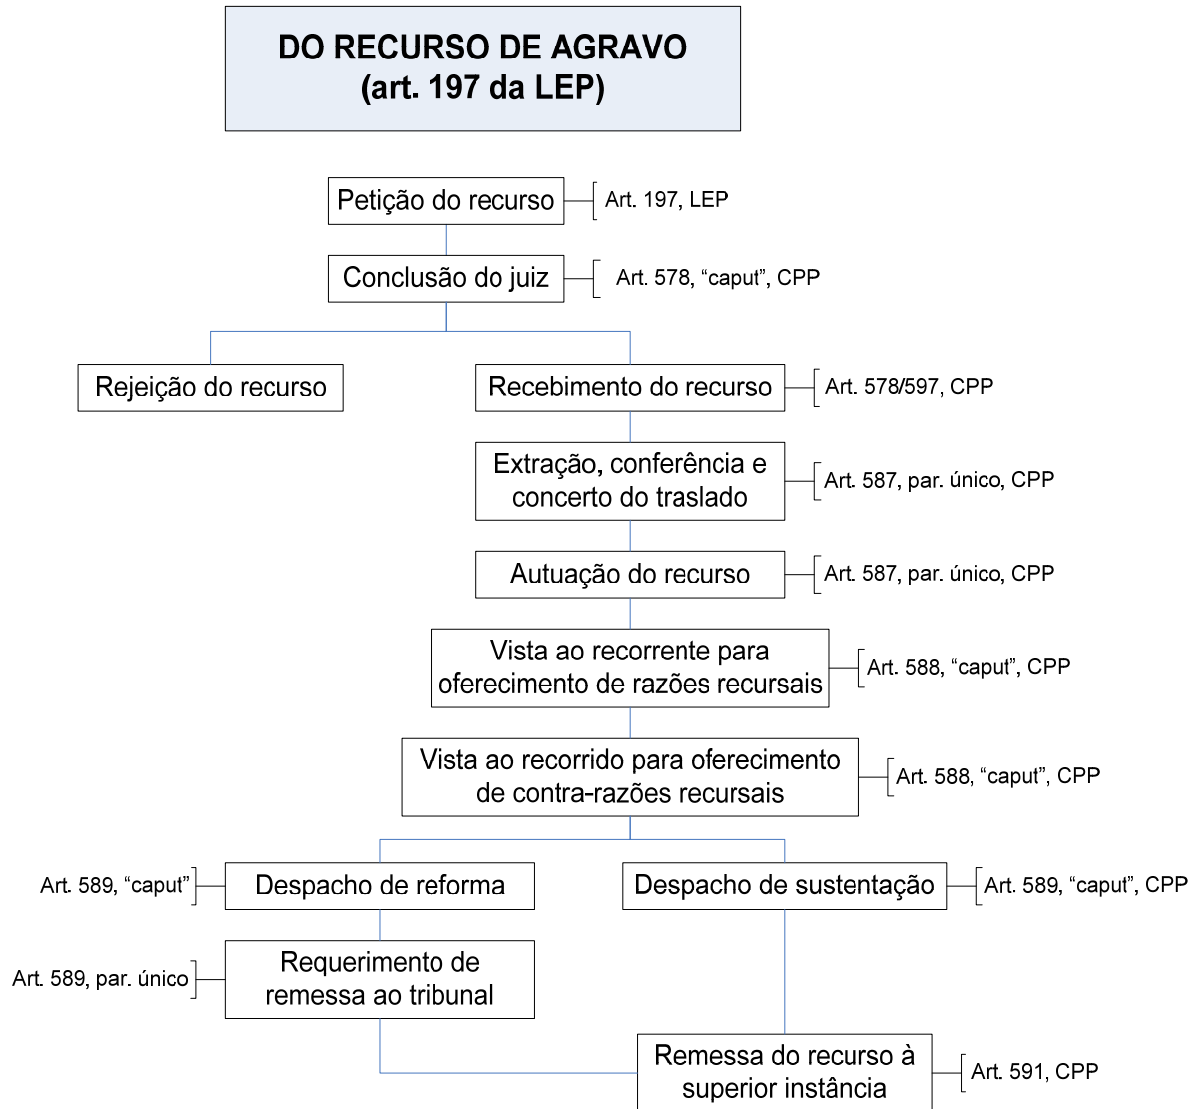 DO RECURSO DE AGRAVO
(art. 197 da LEP)
Petição do recurso
Art. 197, LEP
Conclusão do juiz
Art. 578, “caput”, CPP
Rejeição do recurso
Recebimento do recurso
Art. 578/597, CPP
Extração, conferência e
concerto do traslado
Art. 587, par. único, CPP
Autuação do recurso
Art. 587, par. único, CPP
Vista ao recorrente para
oferecimento de razões recursais
Art. 588, “caput”, CPP
Vista ao recorrido para oferecimento
de contra-razões recursais
Art. 588, “caput”, CPP
Art. 589, “caput”
Despacho de reforma
Despacho de sustentação
Art. 589, “caput”, CPP
Art. 589, par. único
Requerimento de
remessa ao tribunal
Remessa do recurso à
superior instância
Art. 591, CPP